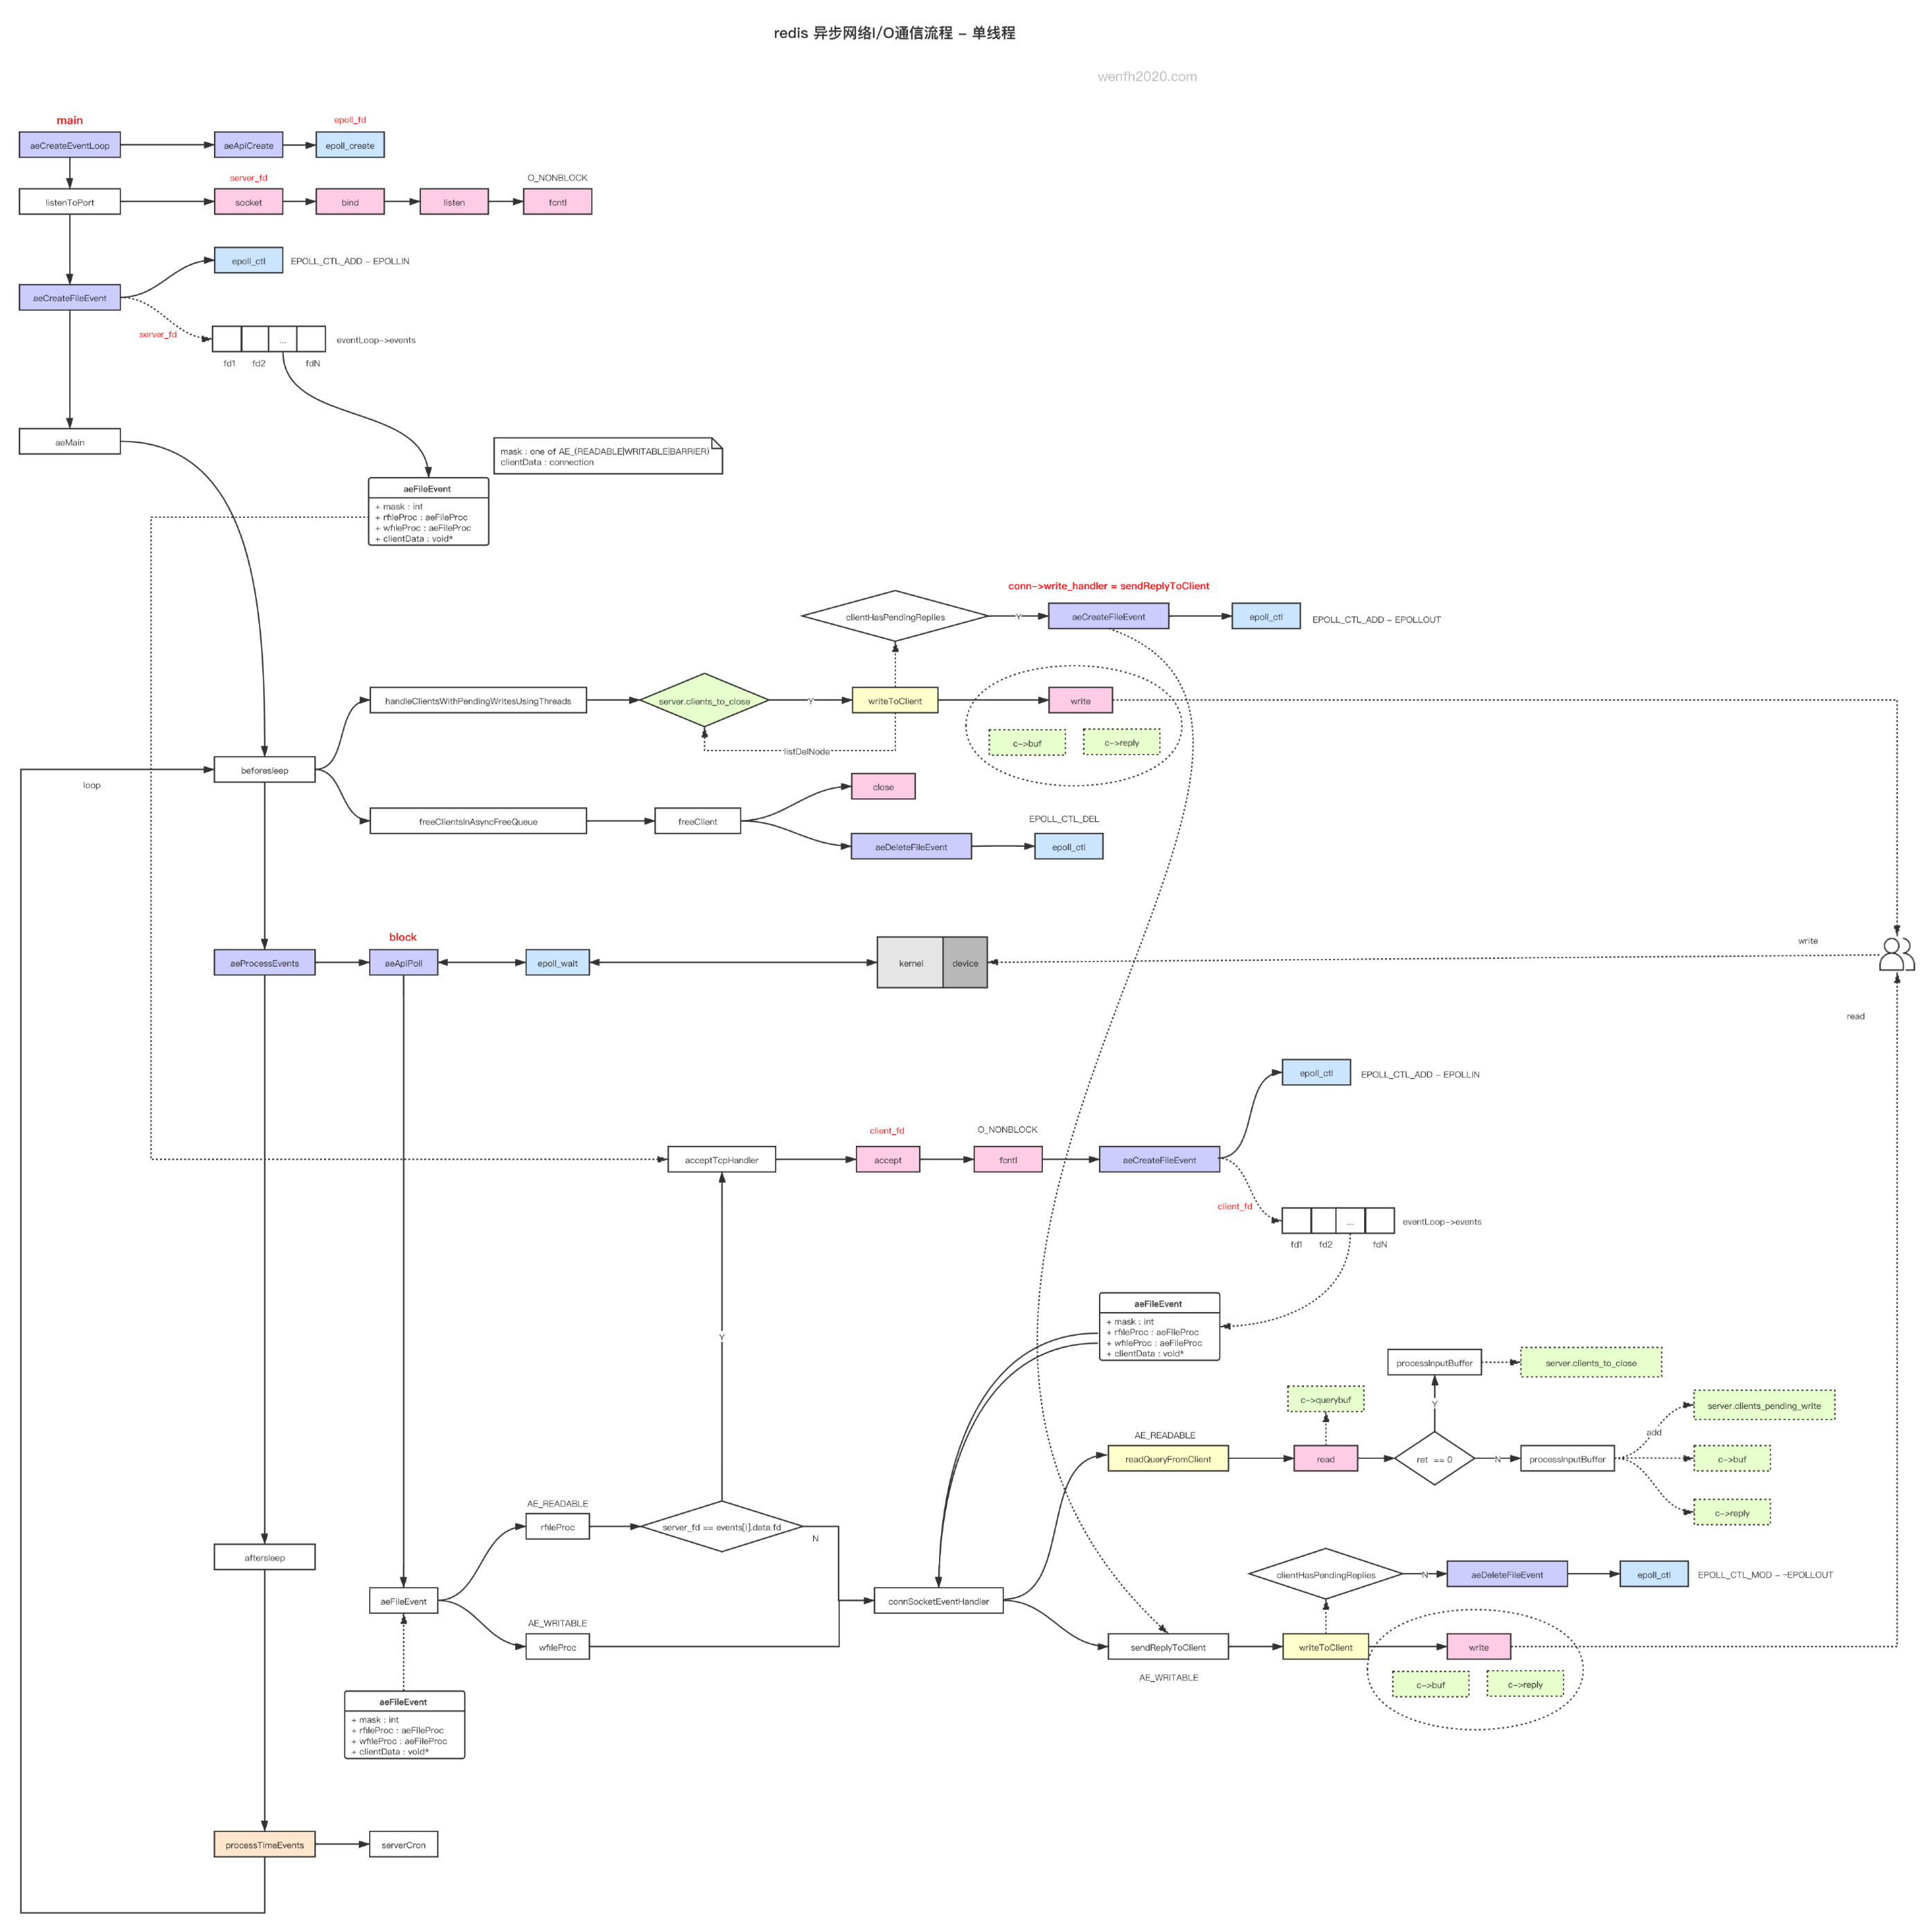 redis 异步网络I/O通信流程 – 单线程
wenfh2020.com
main
epoll_fd
aeCreateEventLoop
aeApiCreate
epoll_create
server_fd
O_NONBLOCK
listenToPort
socket
bind
listen
fcntl
epoll_ctl
EPOLL_CTL_ADD – EPOLLIN
aeCreateFileEvent
server_fd
...
eventLoop->events
fd1
fd2
fdN
aeMain
mask : one of AE_(READABLE|WRITABLE|BARRIER)
clientData : connection
aeFileEvent
+ mask : int
+ rfileProc : aeFileProc
+ wfileProc : aeFileProc
+ clientData : void*
conn->write_handler = sendReplyToClient
clientHasPendingReplies
Y
aeCreateFileEvent
epoll_ctl
EPOLL_CTL_ADD – EPOLLOUT
handleClientsWithPendingWritesUsingThreads
server.clients_to_close
Y
writeToClient
write
c->buf
c->reply
listDelNode
beforesleep
loop
close
freeClientsInAsyncFreeQueue
freeClient
EPOLL_CTL_DEL
aeDeleteFileEvent
epoll_ctl
block
write
aeProcessEvents
aeApiPoll
epoll_wait
kernel
device
read
epoll_ctl
EPOLL_CTL_ADD – EPOLLIN
client_fd
O_NONBLOCK
acceptTcpHandler
accept
fcntl
aeCreateFileEvent
client_fd
...
eventLoop->events
fd1
fd2
fdN
aeFileEvent
+ mask : int
+ rfileProc : aeFileProc
+ wfileProc : aeFileProc
+ clientData : void*
Y
processInputBuffer
server.clients_to_close
c->querybuf
Y
server.clients_pending_write
add
AE_READABLE
readQueryFromClient
read
ret == 0
N
processInputBuffer
c->buf
c->reply
AE_READABLE
rfileProc
server_fd == events[i].data.fd
N
aftersleep
clientHasPendingReplies
N
aeDeleteFileEvent
epoll_ctl
EPOLL_CTL_MOD – ~EPOLLOUT
aeFileEvent
connSocketEventHandler
AE_WRITABLE
wfileProc
sendReplyToClient
writeToClient
write
AE_WRITABLE
c->buf
c->reply
aeFileEvent
+ mask : int
+ rfileProc : aeFileProc
+ wfileProc : aeFileProc
+ clientData : void*
processTimeEvents
serverCron